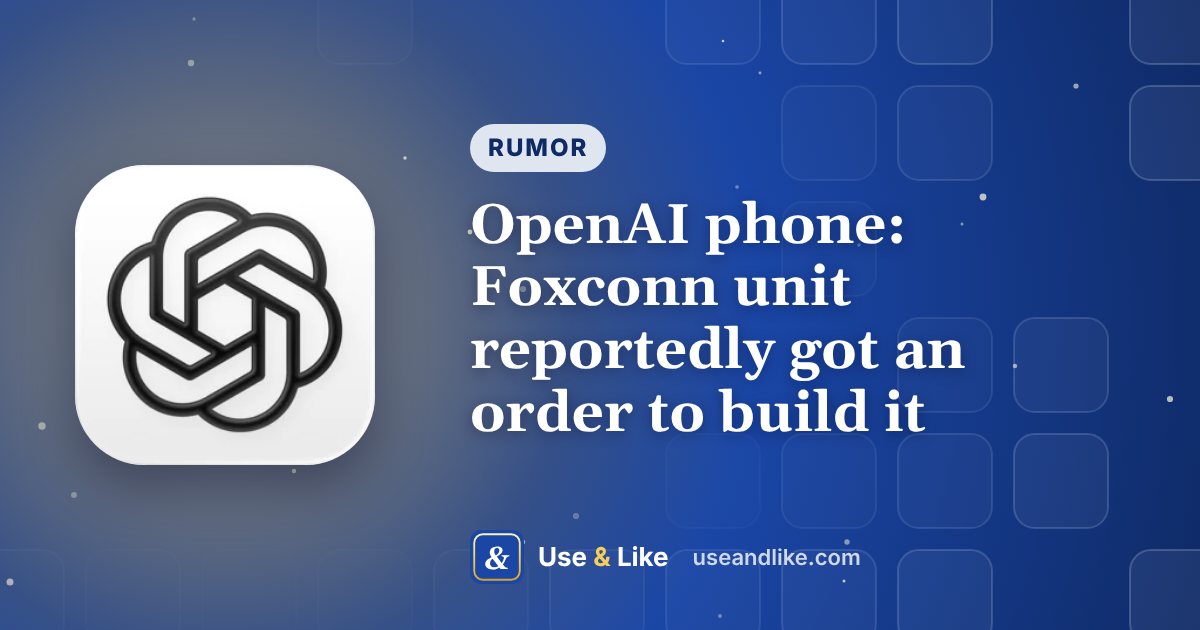 RUMOR
OpenAI phone:
Foxconn unit
reportedly got an
order to build it
& Use & Like useandlike.com